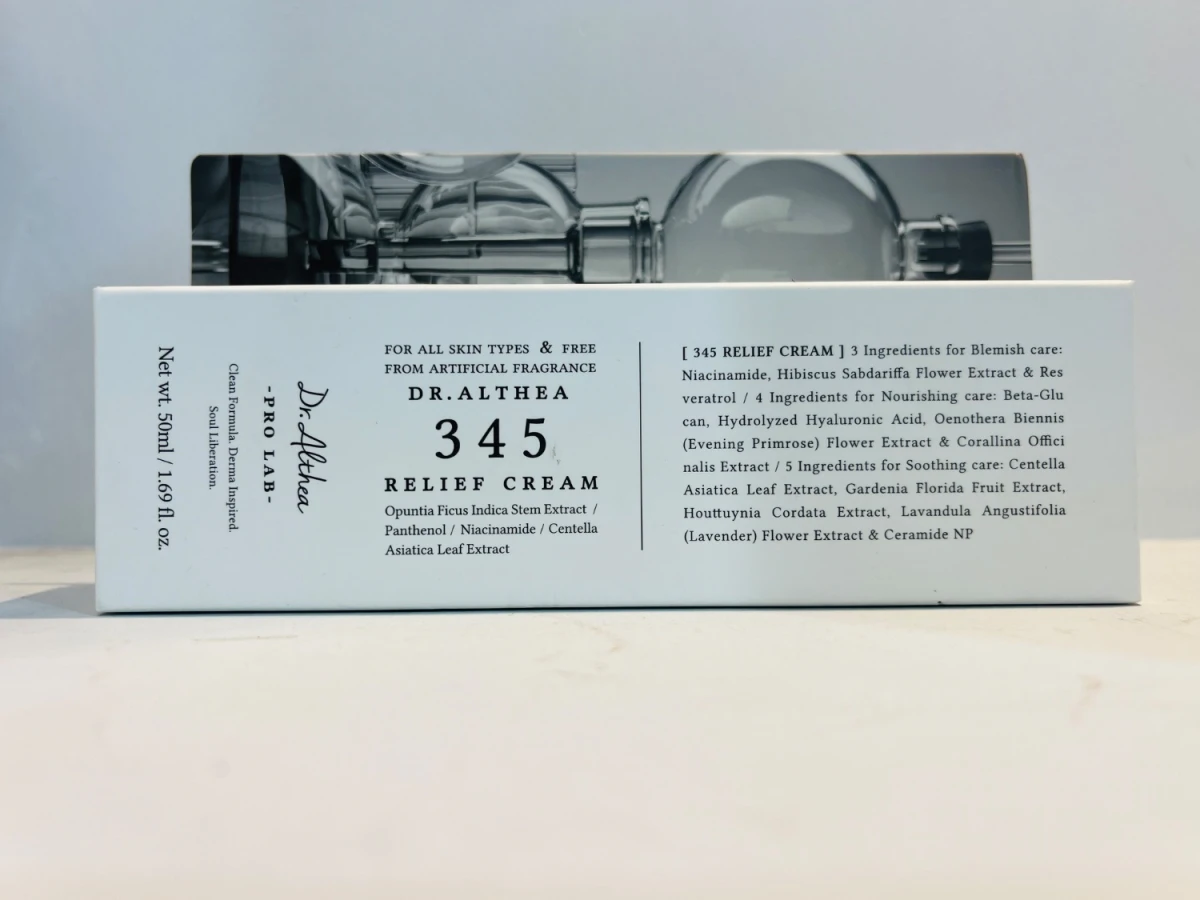 Net wt. 50ml / 1.69 fl. oz.
Clean Formula. Derma Inspired.
Soul Liberation.
-PRO LAB-
Dr.Althea
FOR ALL SKIN TYPES & FREE
FROM ARTIFICIAL FRAGRANCE
DR.ALTHEA
345
RELIEF CREAM
Opuntia Ficus Indica Stem Extract /
Panthenol / Niacinamide / Centella
Asiatica Leaf Extract
[ 345 RELIEF CREAM ] 3 Ingredients for Blemish care:
Niacinamide, Hibiscus Sabdariffa Flower Extract & Res
veratrol / 4 Ingredients for Nourishing care: Beta-Glu
can, Hydrolyzed Hyaluronic Acid, Oenothera Biennis
(Evening Primrose) Flower Extract & Corallina Offici
nalis Extract / 5 Ingredients for Soothing care: Centella
Asiatica Leaf Extract, Gardenia Florida Fruit Extract,
Houttuynia Cordata Extract, Lavandula Angustifolia
(Lavender) Flower Extract & Ceramide NP